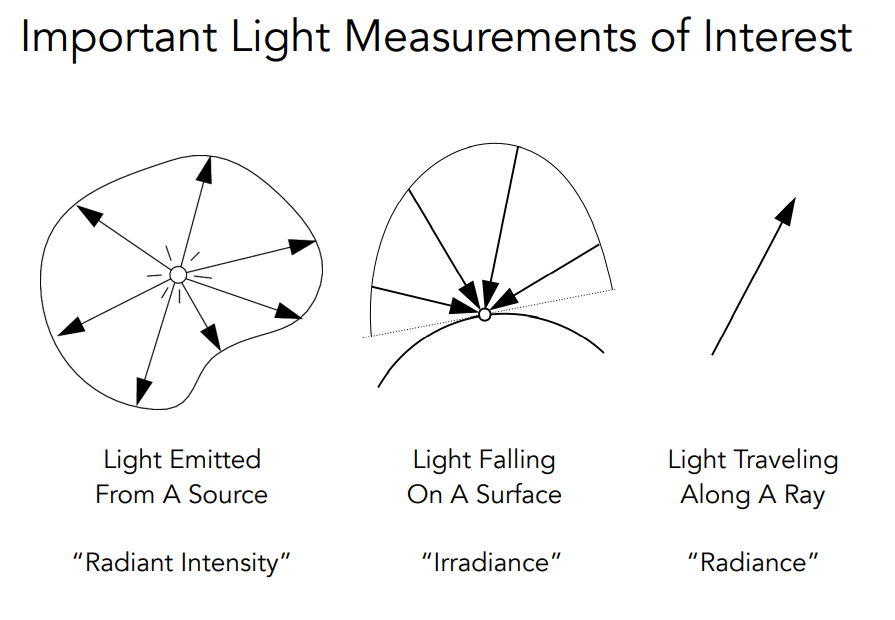 Important Light Measurements of Interest
Light Emitted
From A Source
“Radiant Intensity”
Light Falling
On A Surface
“Irradiance”
Light Traveling
Along A Ray
“Radiance”